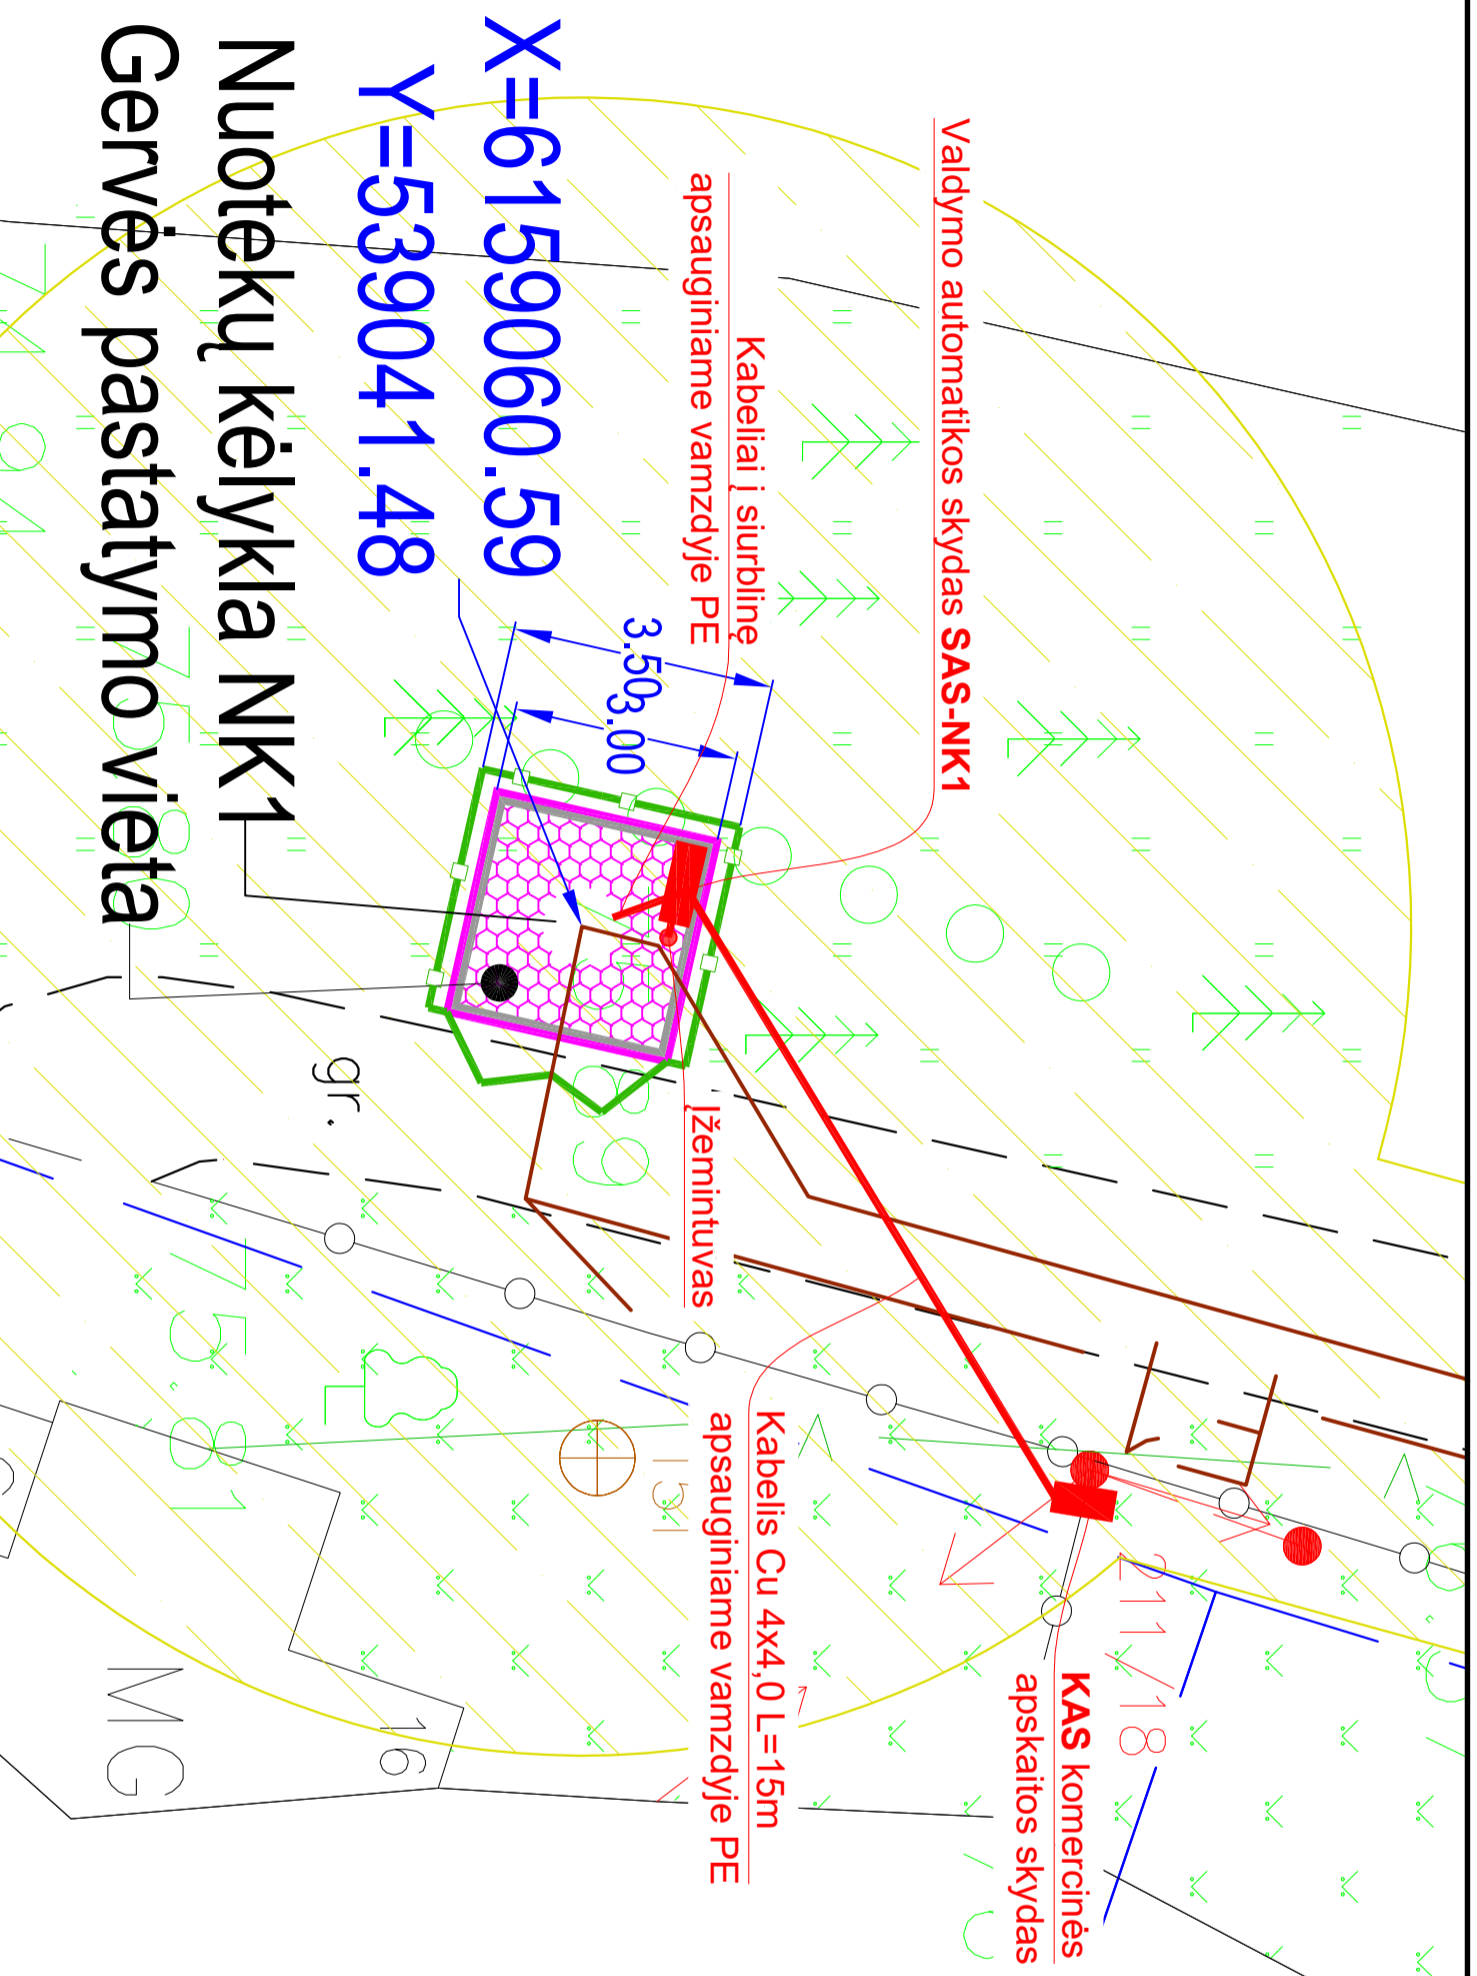 Valdymo automatikos skydas SAS-NK1
Kabeliai į siurblinę
apsauginiame vamzdyje PE
X=6159060.59
Y=539041.48
Nuotekų kėlykla NK1
Gervės pastatymo vieta
3.50
3.00
Įžemintuvas
gr.
Kabelis Cu 4x4,0 L=15m
apsauginiame vamzdyje PE
KAS komercinės
apskaitos skydas
211/18
16
MG